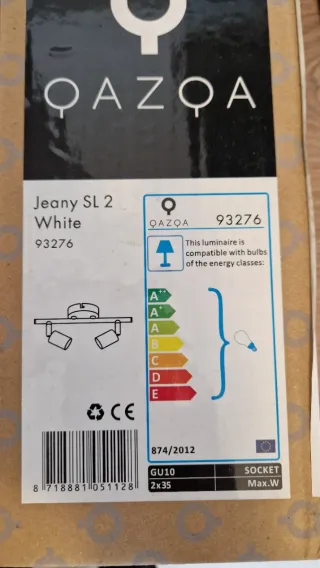 QAZQA
Jeany SL 2
White
93276
QAZQA 93276
This luminaire is
compatible with bulbs
of the energy classes:
A++
A+
A
B
C
D
E
874/2012
GU10 SOCKET
2x35 Max.W
CE
8 718881 051128